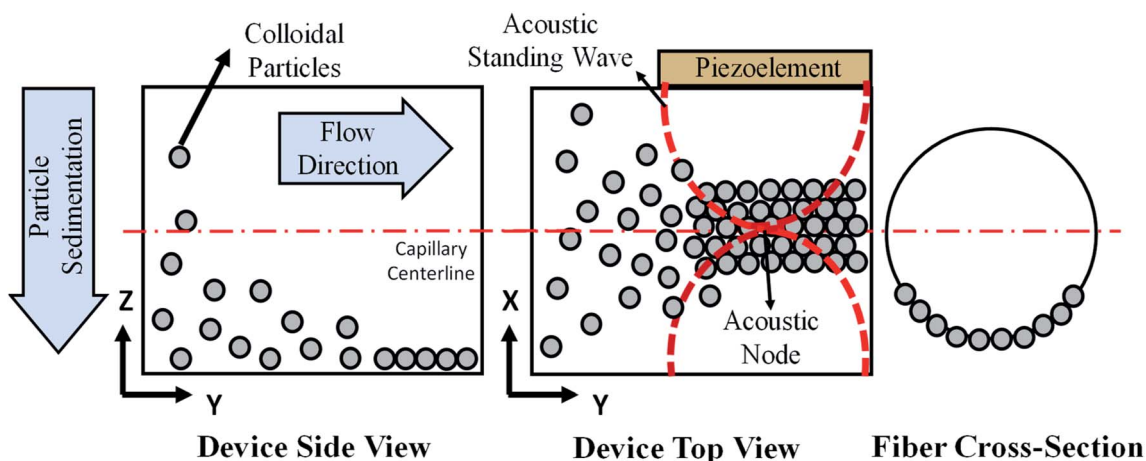 Colloidal
Particles
Acoustic
Standing Wave
Piezoelement
Particle
Sedimentation
Flow
Direction
Capillary
Centerline
Z
Y
X
Y
Acoustic
Node
Device Side View
Device Top View
Fiber Cross-Section